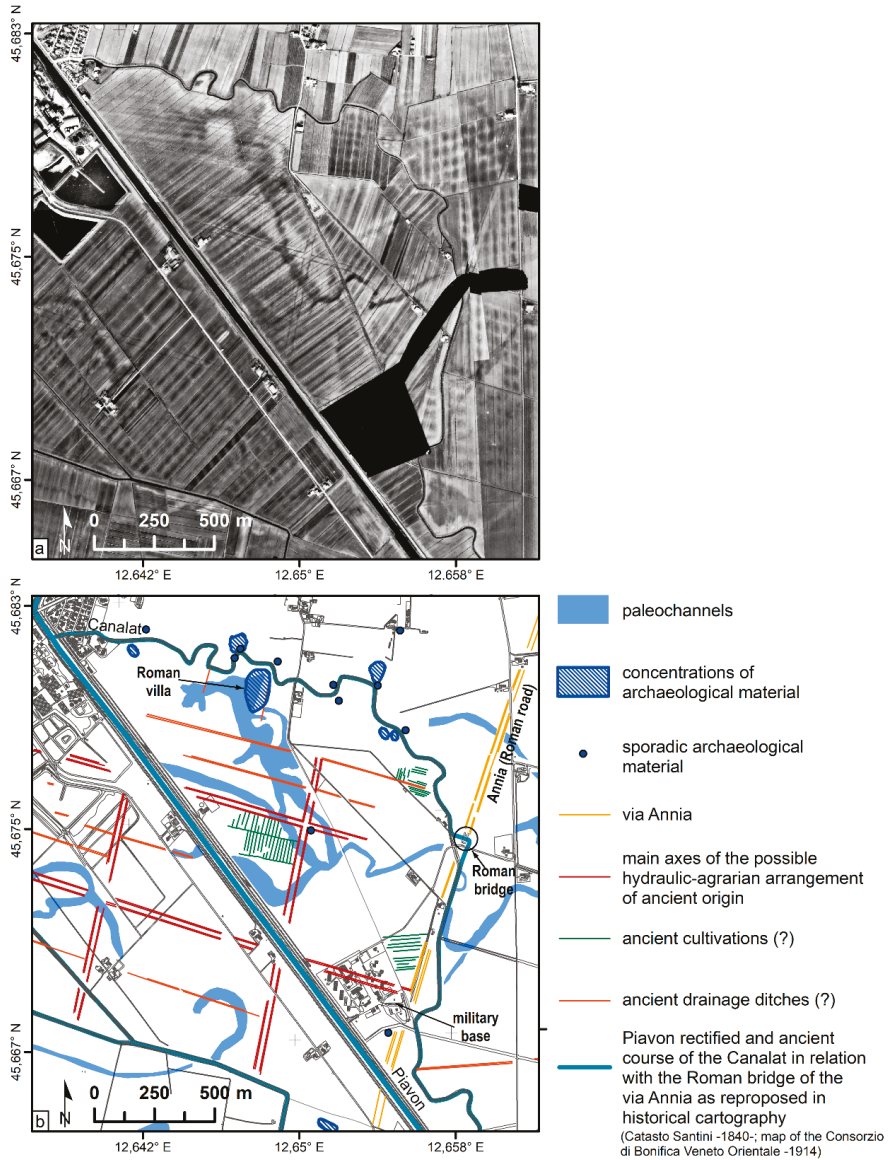 45,683° N
45,675° N
45,667° N
0 250 500 m
N
a
12,642° E 12,65° E 12,658° E
45,683° N
45,675° N
45,667° N
Canalat
Roman
villa
Annia (Roman road)
Roman
bridge
military
base
Piavon
0 250 500 m
N
b
12,642° E 12,65° E 12,658° E
paleochannels
concentrations of
archaeological material
sporadic archaeological
material
via Annia
main axes of the possible
hydraulic-agrarian arrangement
of ancient origin
ancient cultivations (?)
ancient drainage ditches (?)
Piavon rectified and ancient
course of the Canalat in relation
with the Roman bridge of the
via Annia as reproposed in
historical cartography
(Catasto Santini -1840-; map of the Consorzio
di Bonifica Veneto Orientale -1914)